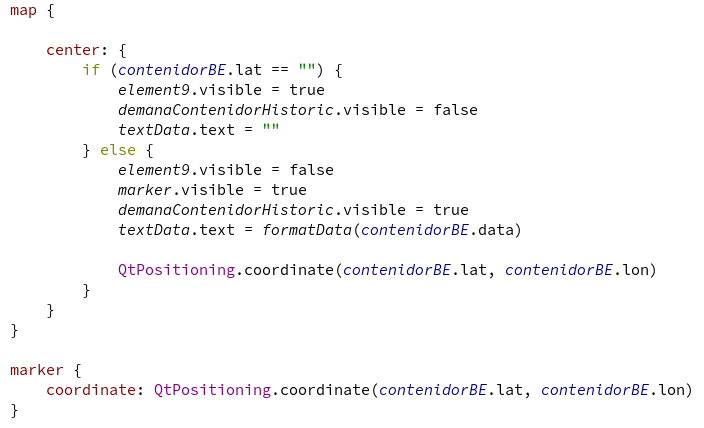 map {
    center: {
        if (contenidorBE.lat == "") {
            element9.visible = true
            demanaContenidorHistoric.visible = false
            textData.text = ""
        } else {
            element9.visible = false
            marker.visible = true
            demanaContenidorHistoric.visible = true
            textData.text = formatData(contenidorBE.data)
            QtPositioning.coordinate(contenidorBE.lat, contenidorBE.lon)
        }
    }
}
marker {
    coordinate: QtPositioning.coordinate(contenidorBE.lat, contenidorBE.lon)
}